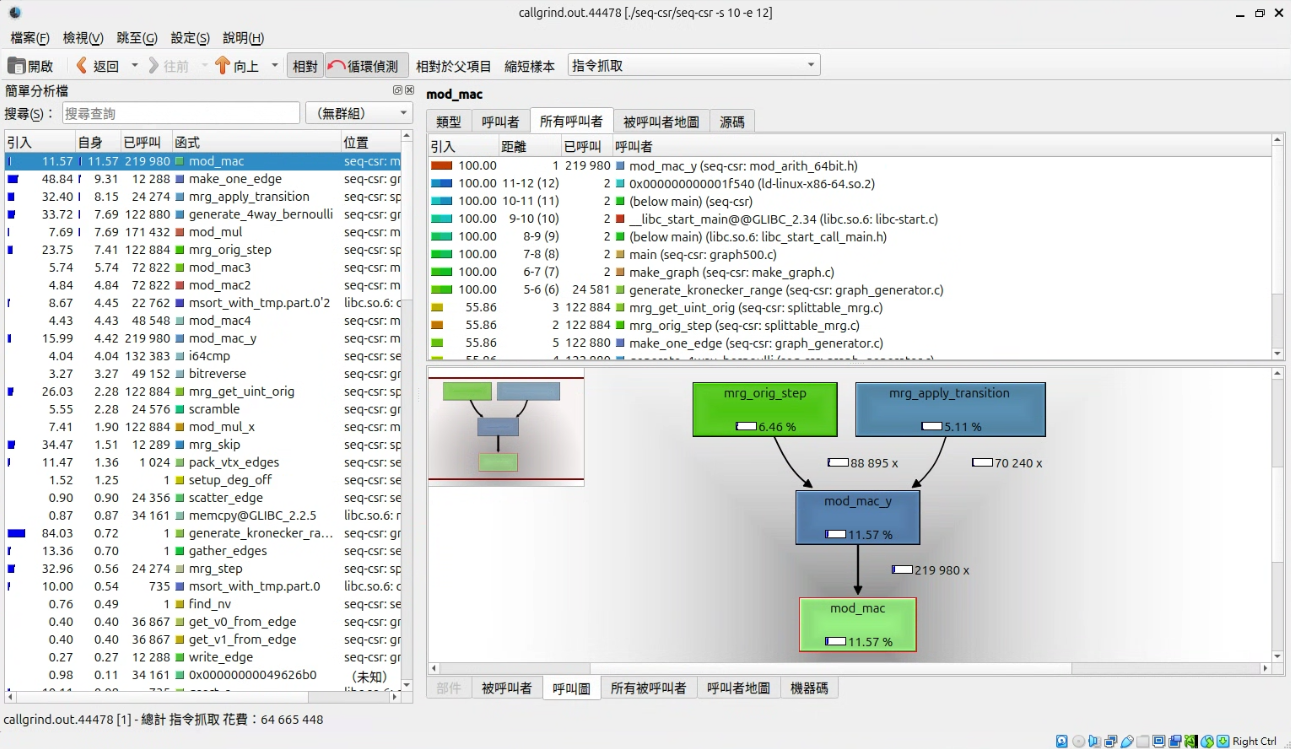 callgrind.out.44478 [./seq-csr/seq-csr -s 10 -e 12]
檔案(F) 檢視(V) 跳至(G) 設定(S) 說明(H)
開啟 返回 往前 向上 相對 循環偵測 相對於父項目 縮短樣本 指令抓取
簡單分析檔
搜尋(S)： 搜尋查詢 （無群組）
引入 自身 已呼叫 函式 位置
11.57 11.57 219 980 mod_mac seq-csr: m
48.84 9.31 12 288 make_one_edge seq-csr: gr
32.40 8.15 24 274 mrg_apply_transition seq-csr: sp
33.72 7.69 122 880 generate_4way_bernoulli seq-csr: gr
7.69 7.69 171 432 mod_mul seq-csr: m
23.75 7.41 122 884 mrg_orig_step seq-csr: sp
5.74 5.74 72 822 mod_mac3 seq-csr: m
4.84 4.84 72 822 mod_mac2 seq-csr: m
8.67 4.45 22 762 msort_with_tmp.part.0'2 libc.so.6: c
4.43 4.43 48 548 mod_mac4 seq-csr: m
15.99 4.42 219 980 mod_mac_y seq-csr: m
4.04 4.04 132 383 i64cmp seq-csr: se
3.27 3.27 49 152 bitreverse seq-csr: gr
26.03 2.28 122 884 mrg_get_uint_orig seq-csr: sp
5.55 2.28 24 576 scramble seq-csr: gr
7.41 1.90 122 884 mod_mul_x seq-csr: m
34.47 1.51 12 289 mrg_skip seq-csr: sp
11.47 1.36 1 024 pack_vtx_edges seq-csr: se
1.52 1.25 1 setup_deg_off seq-csr: se
0.90 0.90 24 356 scatter_edge seq-csr: se
0.87 0.87 34 161 memcpy@GLIBC_2.2.5 libc.so.6: r
84.03 0.72 1 generate_kronecker_ra... seq-csr: gr
13.36 0.70 1 gather_edges seq-csr: se
32.96 0.56 24 274 mrg_step seq-csr: sp
10.00 0.54 735 msort_with_tmp.part.0 libc.so.6: c
0.76 0.49 1 find_nv seq-csr: se
0.40 0.40 36 867 get_v0_from_edge seq-csr: gr
0.40 0.40 36 867 get_v1_from_edge seq-csr: gr
0.27 0.27 12 288 write_edge seq-csr: gr
0.98 0.11 34 161 0x00000000049626b0 （未知）
mod_mac
類型 呼叫者 所有呼叫者 被呼叫者地圖 源碼
引入 距離 已呼叫 呼叫者
100.00 1 219 980 mod_mac_y (seq-csr: mod_arith_64bit.h)
100.00 11-12 (12) 2 0x000000000001f540 (ld-linux-x86-64.so.2)
100.00 10-11 (11) 2 (below main) (seq-csr)
100.00 9-10 (10) 2 __libc_start_main@@GLIBC_2.34 (libc.so.6: libc-start.c)
100.00 8-9 (9) 2 (below main) (libc.so.6: libc_start_call_main.h)
100.00 7-8 (8) 2 main (seq-csr: graph500.c)
100.00 6-7 (7) 2 make_graph (seq-csr: make_graph.c)
100.00 5-6 (6) 24 581 generate_kronecker_range (seq-csr: graph_generator.c)
55.86 3 122 884 mrg_get_uint_orig (seq-csr: splittable_mrg.c)
55.86 2 122 884 mrg_orig_step (seq-csr: splittable_mrg.c)
55.86 5 122 880 make_one_edge (seq-csr: graph_generator.c)
55.86 4 122 880 generate_4way_bernoulli (seq-csr: graph_generator.c)
mrg_orig_step mrg_apply_transition
6.46 % 5.11 %
88 895 x 70 240 x
mod_mac_y
11.57 %
219 980 x
mod_mac
11.57 %
部件 被呼叫者 呼叫圖 所有被呼叫者 呼叫者地圖 機器碼
callgrind.out.44478 [1] - 總計 指令抓取 花費：64 665 448
Right Ctrl